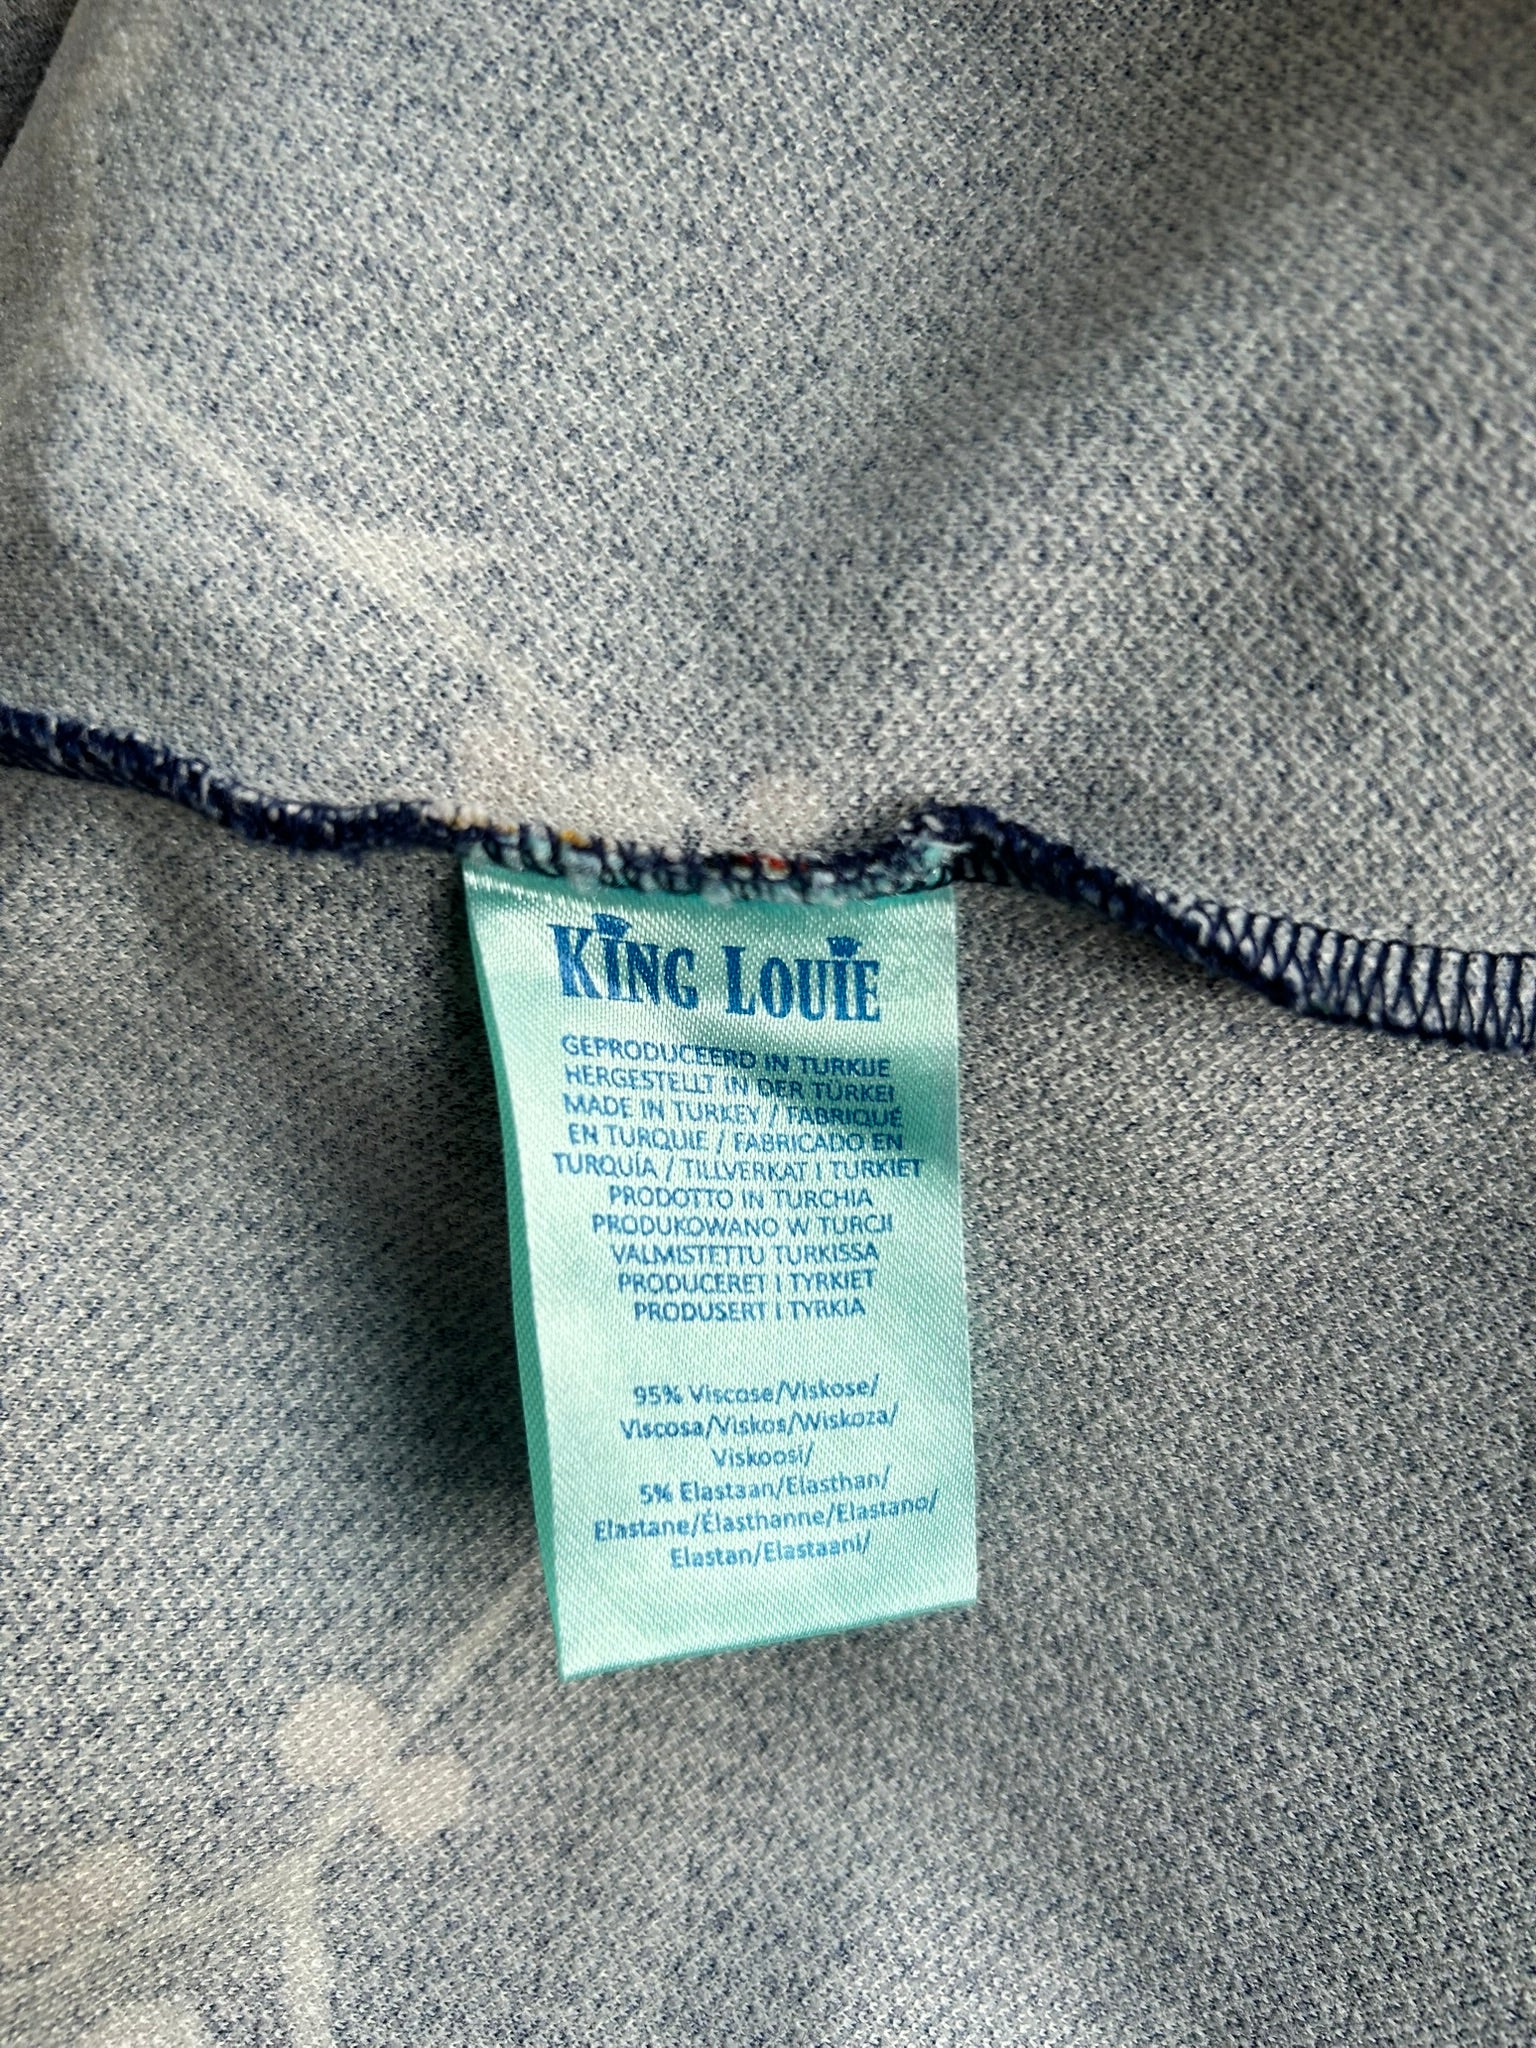 KING LOUIE
GEPRODUCEERD IN TURKIJE
HERGESTELLT IN DER TÜRKEI
MADE IN TURKEY / FABRIQUÉ
EN TURQUIE / FABRICADO EN
TURQUÍA / TILLVERKAT I TURKIET
PRODOTTO IN TURCHIA
PRODUKOWANO W TURCJI
VALMISTETTU TURKISSA
PRODUCERET I TYRKIET
PRODUSERT I TYRKIA
95% Viscose/Viskose/
Viscosa/Viskos/Wiskoza/
Viskoosi/
5% Elastaan/Elasthan/
Elastane/Elasthanne/Elastano/
Elastan/Elastaani/